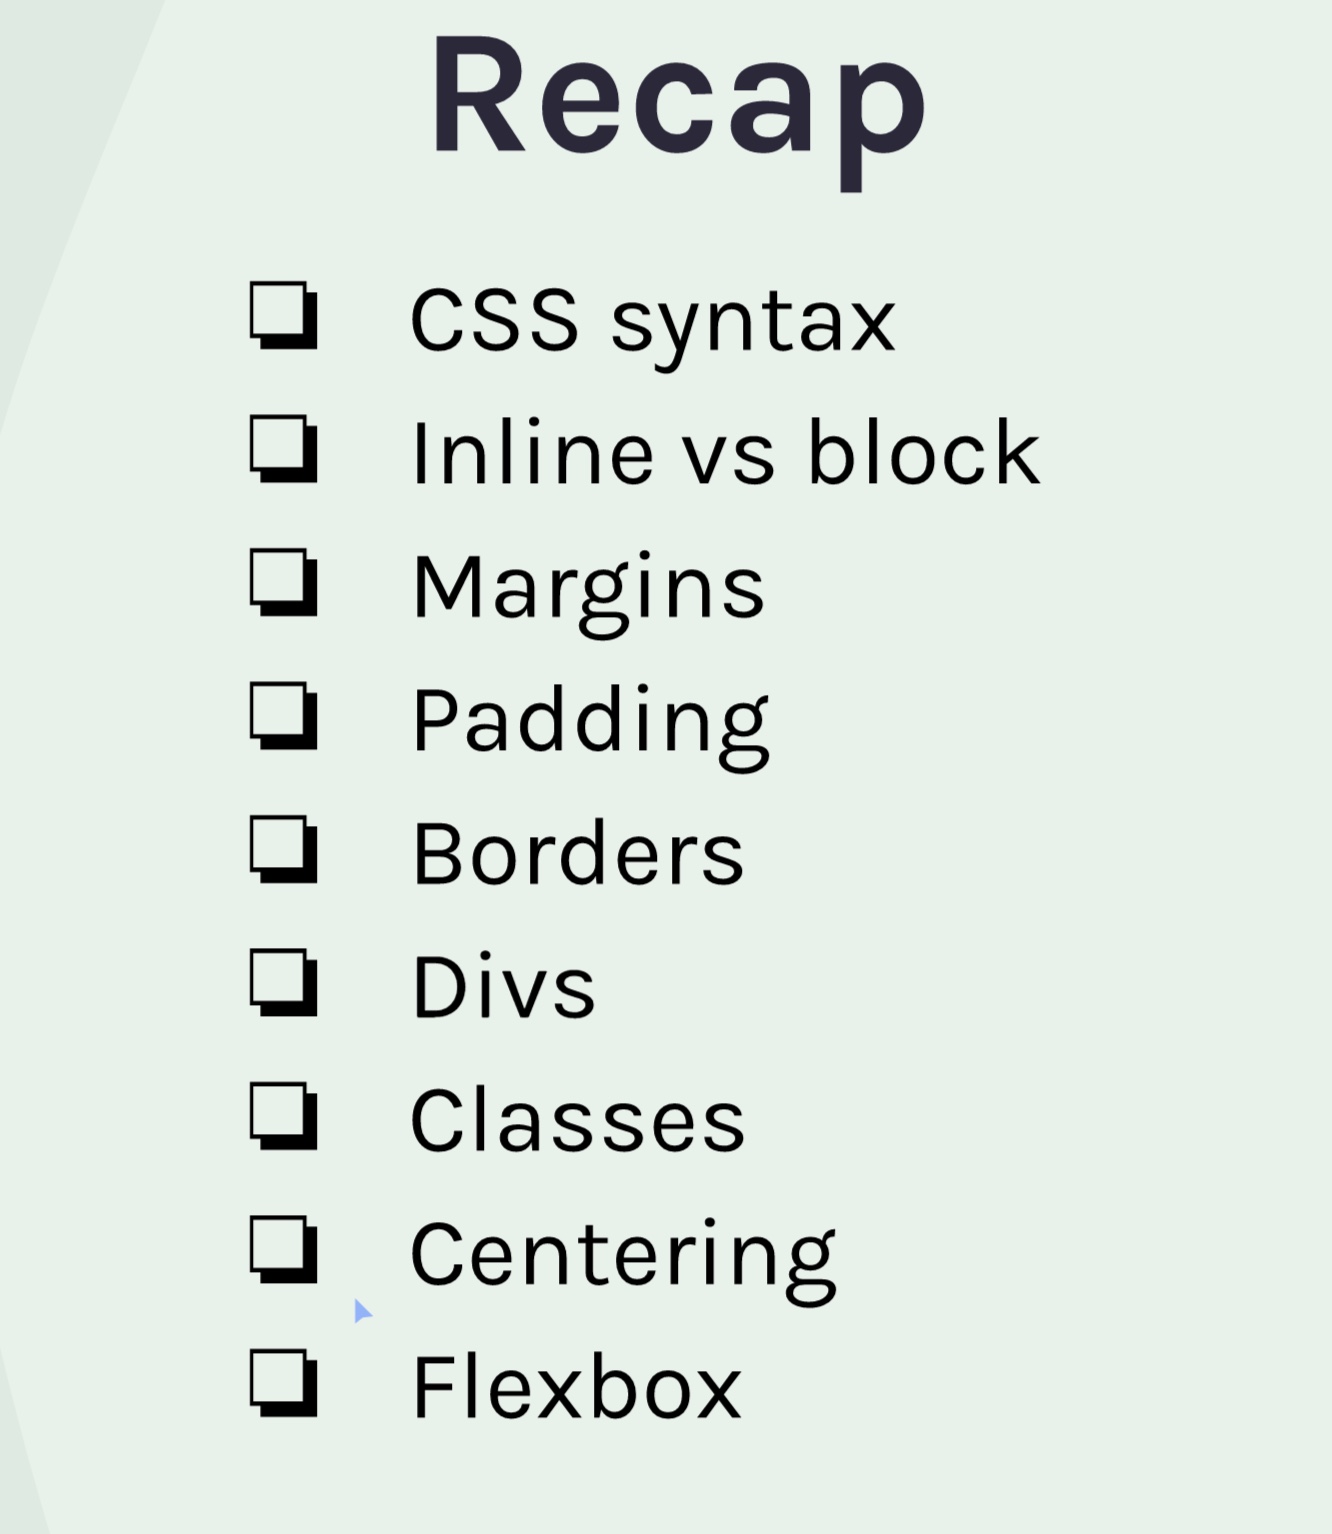 Recap
❏ CSS syntax
❏ Inline vs block
❏ Margins
❏ Padding
❏ Borders
❏ Divs
❏ Classes
❏ Centering
❏ Flexbox